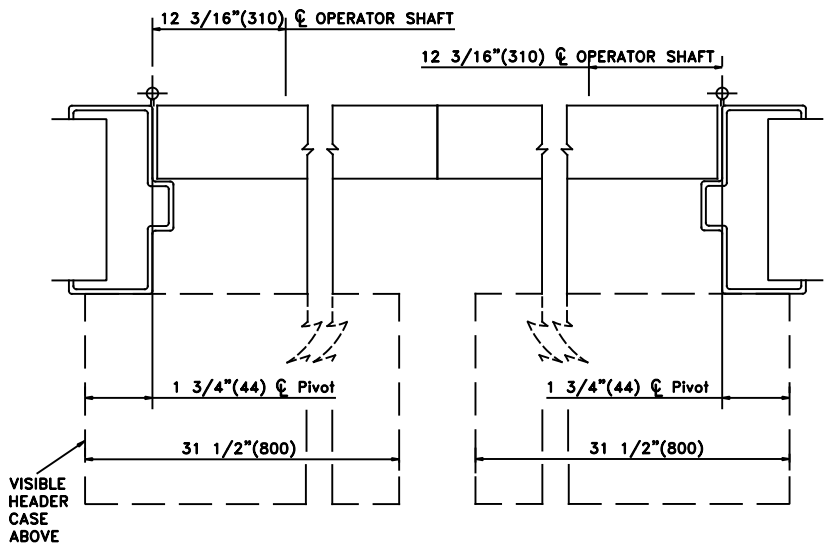 12 3/16"(310) ℄ OPERATOR SHAFT
12 3/16"(310) ℄ OPERATOR SHAFT
1 3/4"(44) ℄ Pivot
1 3/4"(44) ℄ Pivot
31 1/2"(800)
31 1/2"(800)
VISIBLE
HEADER
CASE
ABOVE